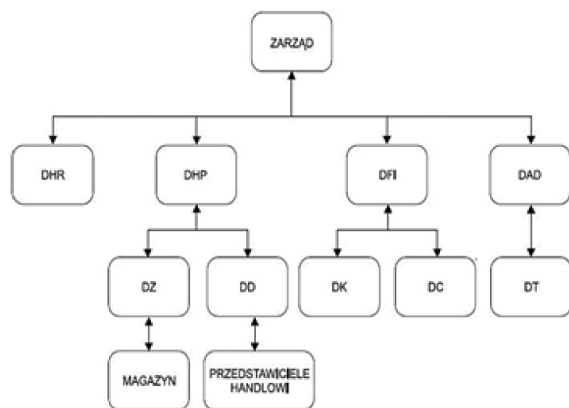 ZARZĄD
DHR
DHP
DFI
DAD
DZ
DD
DK
DC
DT
MAGAZYN
PRZEDSTAWICIELE
HANDLOWI